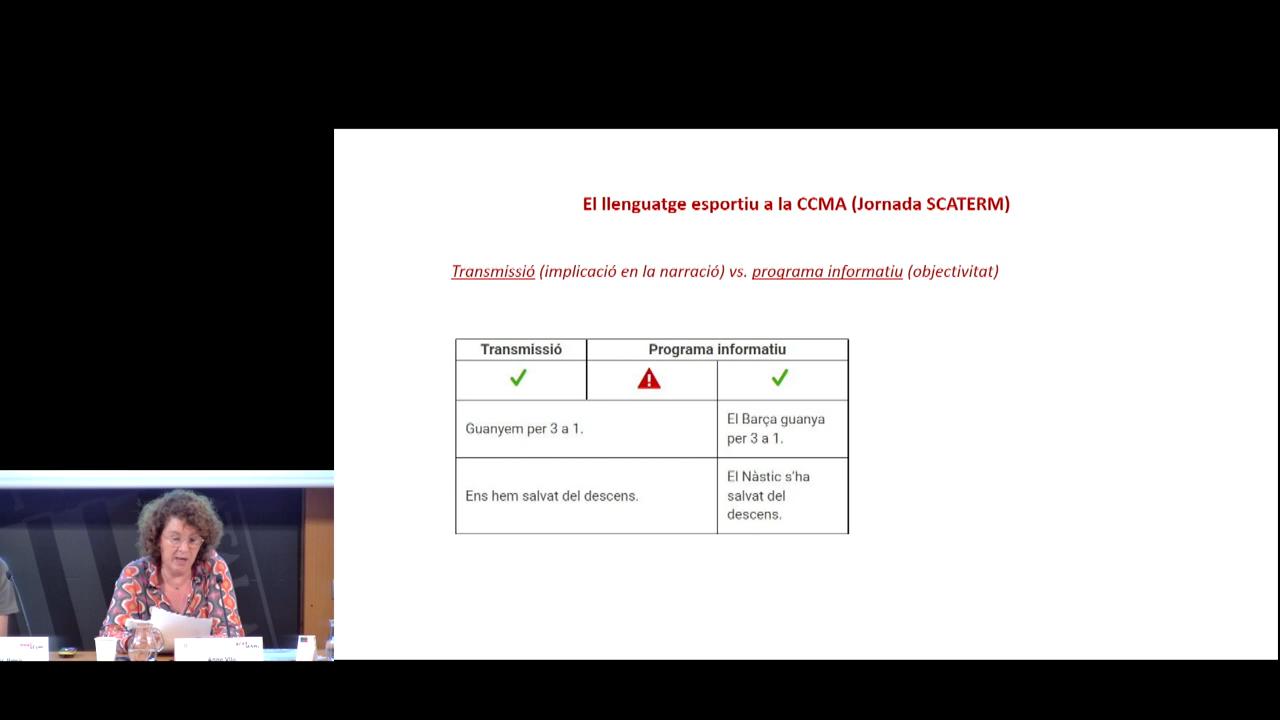 El llenguatge esportiu a la CCMA (Jornada SCATERM)
Transmissió (implicació en la narració) vs. programa informatiu (objectivitat)
Transmissió Programa informatiu
Guanyem per 3 a 1.
El Barça guanya
per 3 a 1.
Ens hem salvat del descens.
El Nàstic s'ha
salvat del
descens.